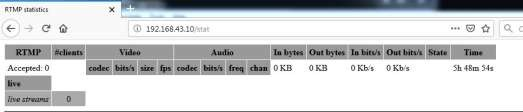 RTMP statistics
192.168.43.10/stat
RTMP #clients Video Audio In bytes Out bytes In bits/s Out bits/s State Time
Accepted: 0 codec bits/s size fps codec bits/s freq chan 0 KB 0 KB 0 Kb/s 0 Kb/s 5h 48m 54s
live
live streams 0